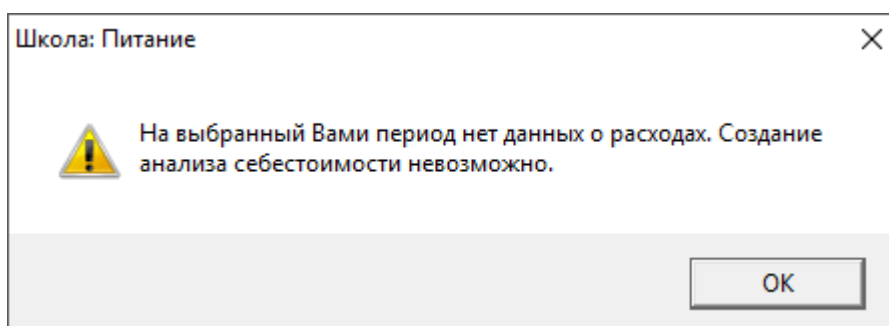 Школа: Питание
На выбранный Вами период нет данных о расходах. Создание
анализа себестоимости невозможно.
OK